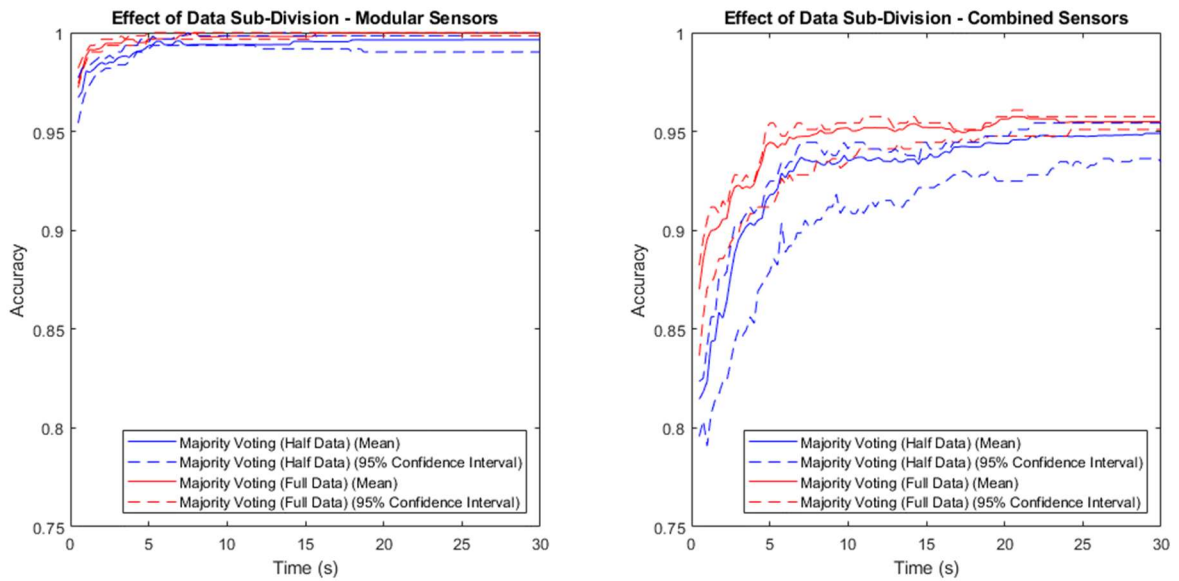 Effect of Data Sub-Division - Modular Sensors
1
0.95
0.9
0.85
0.8
0.75
Accuracy
Majority Voting (Half Data) (Mean)
Majority Voting (Half Data) (95% Confidence Interval)
Majority Voting (Full Data) (Mean)
Majority Voting (Full Data) (95% Confidence Interval)
0 5 10 15 20 25 30
Time (s)
Effect of Data Sub-Division - Combined Sensors
1
0.95
0.9
0.85
0.8
0.75
Accuracy
Majority Voting (Half Data) (Mean)
Majority Voting (Half Data) (95% Confidence Interval)
Majority Voting (Full Data) (Mean)
Majority Voting (Full Data) (95% Confidence Interval)
0 5 10 15 20 25 30
Time (s)